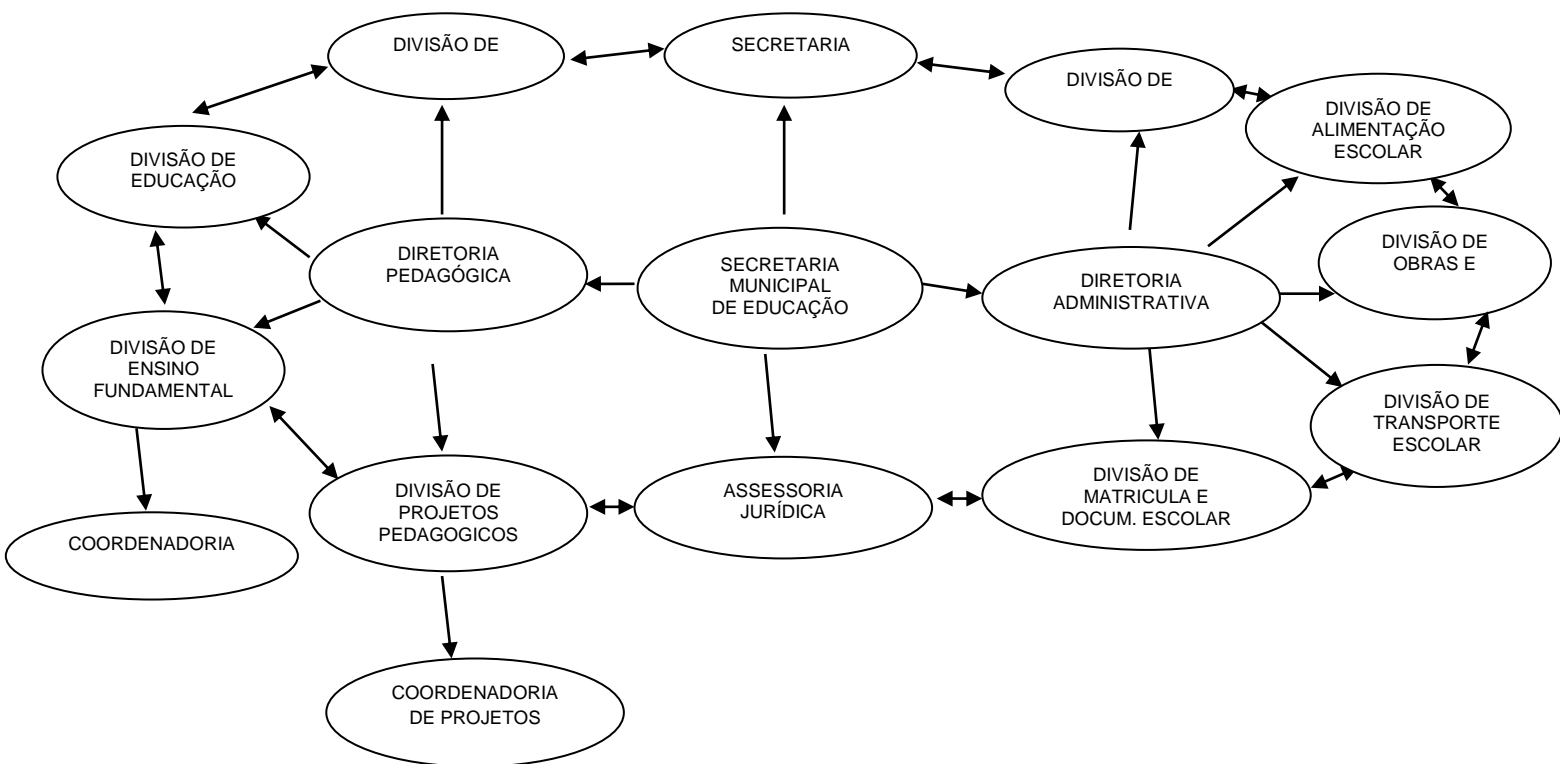 DIVISÃO DE
SECRETARIA
DIVISÃO DE
DIVISÃO DE
ALIMENTAÇÃO
ESCOLAR
DIVISÃO DE
EDUCAÇÃO
DIRETORIA
PEDAGÓGICA
SECRETARIA
MUNICIPAL
DE EDUCAÇÃO
DIRETORIA
ADMINISTRATIVA
DIVISÃO DE
OBRAS E
DIVISÃO DE
ENSINO
FUNDAMENTAL
DIVISÃO DE
TRANSPORTE
ESCOLAR
DIVISÃO DE
PROJETOS
PEDAGOGICOS
ASSESSORIA
JURÍDICA
DIVISÃO DE
MATRICULA E
DOCUM. ESCOLAR
COORDENADORIA
COORDENADORIA
DE PROJETOS